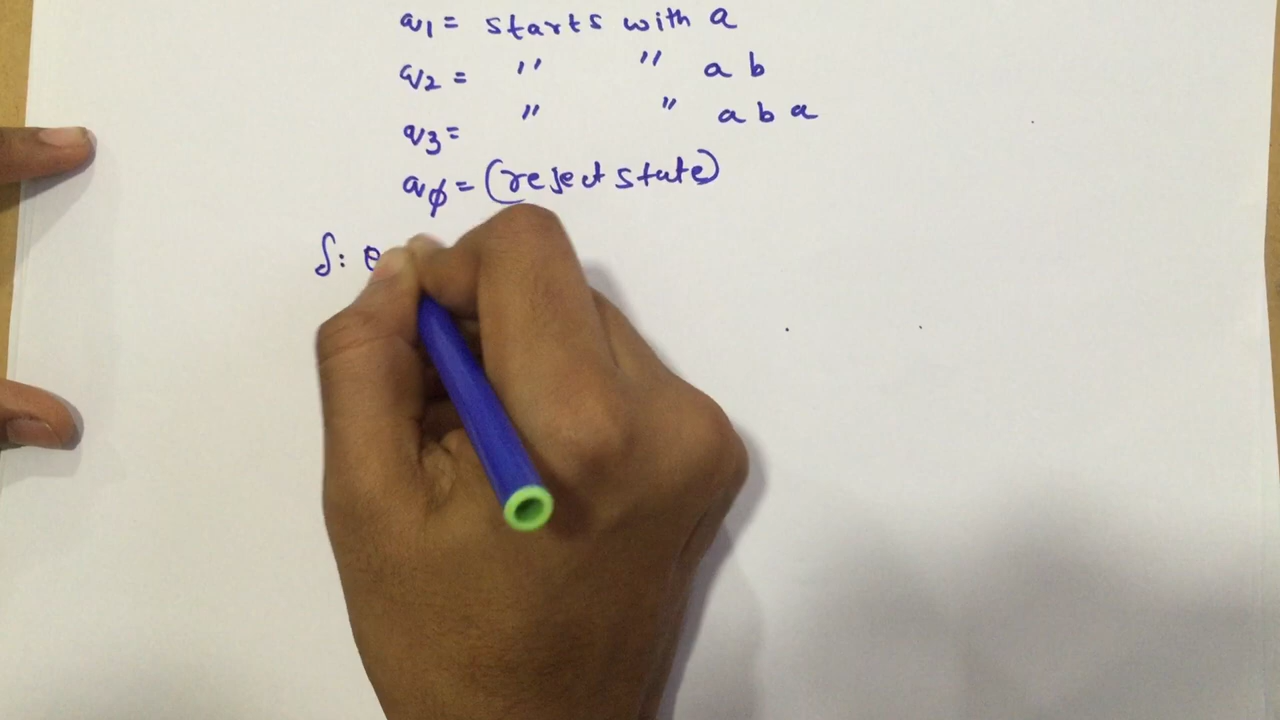 q1 = starts with a
q2 = " " a b
q3 = " " a b a
qϕ = (reject state)
δ: